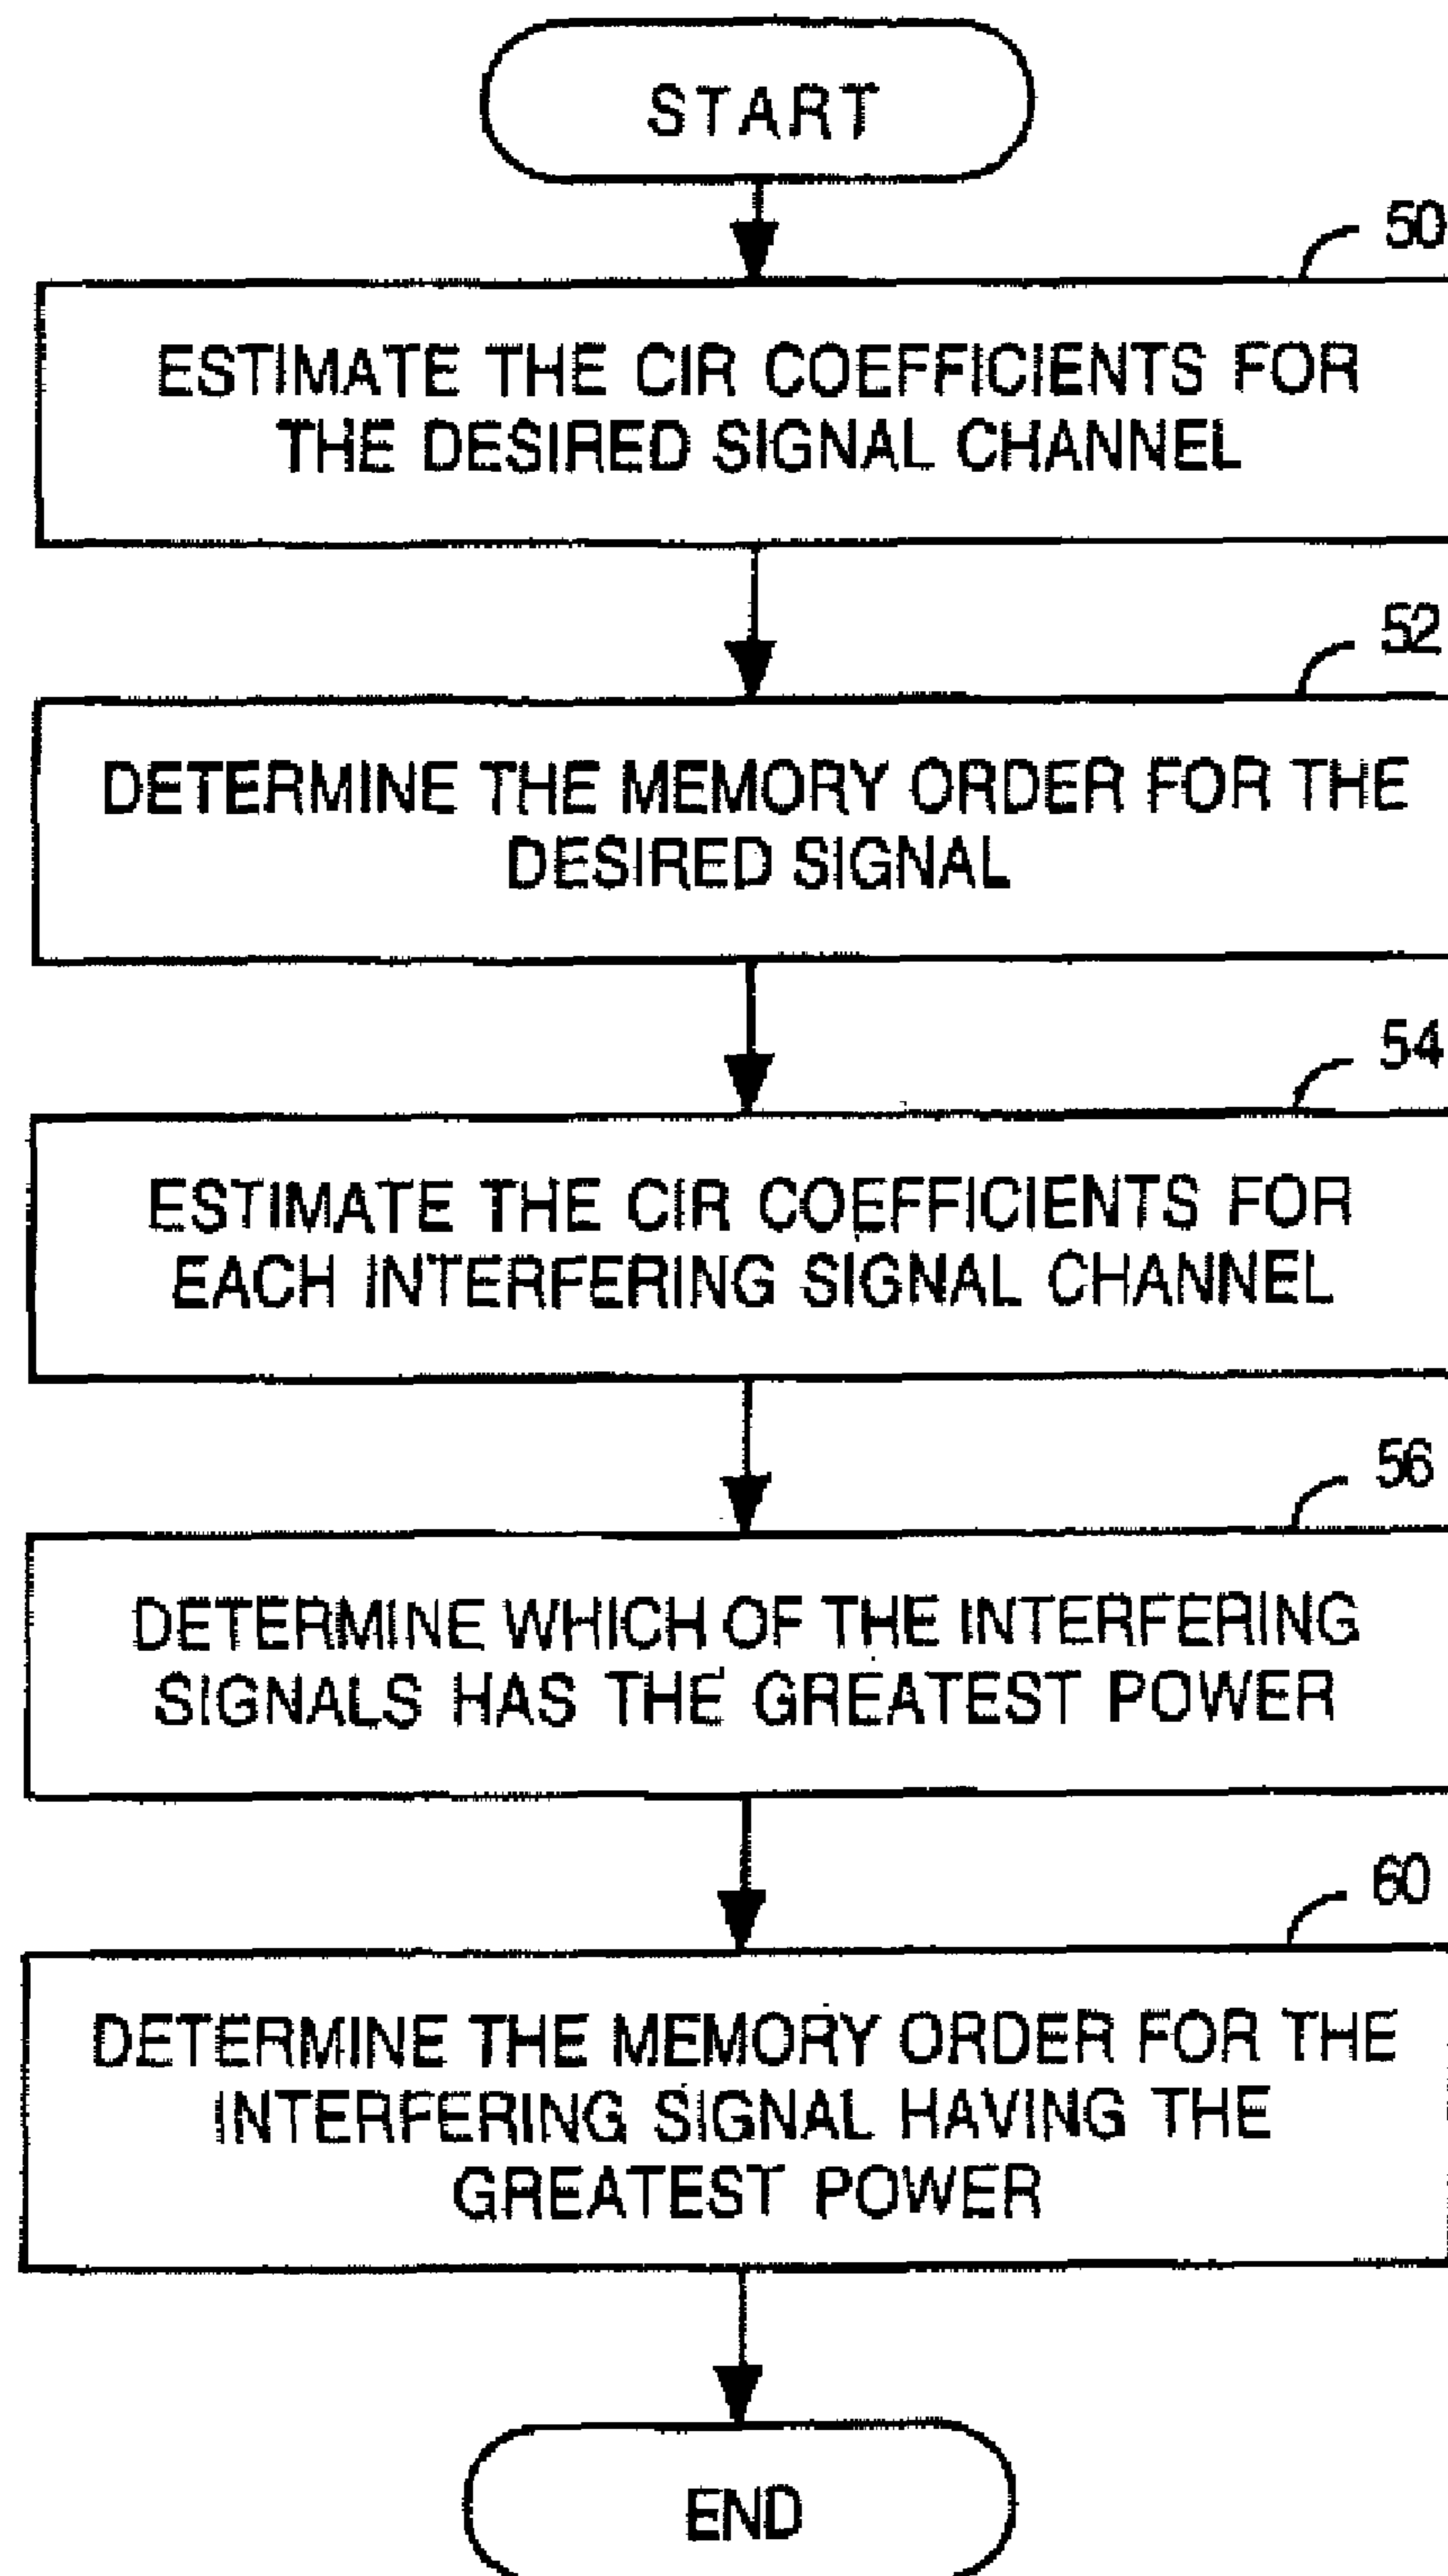 START
50
ESTIMATE THE CIR COEFFICIENTS FOR
THE DESIRED SIGNAL CHANNEL
52
DETERMINE THE MEMORY ORDER FOR THE
DESIRED SIGNAL
54
ESTIMATE THE CIR COEFFICIENTS FOR
EACH INTERFERING SIGNAL CHANNEL
56
DETERMINE WHICH OF THE INTERFERING
SIGNALS HAS THE GREATEST POWER
60
DETERMINE THE MEMORY ORDER FOR THE
INTERFERING SIGNAL HAVING THE
GREATEST POWER
END